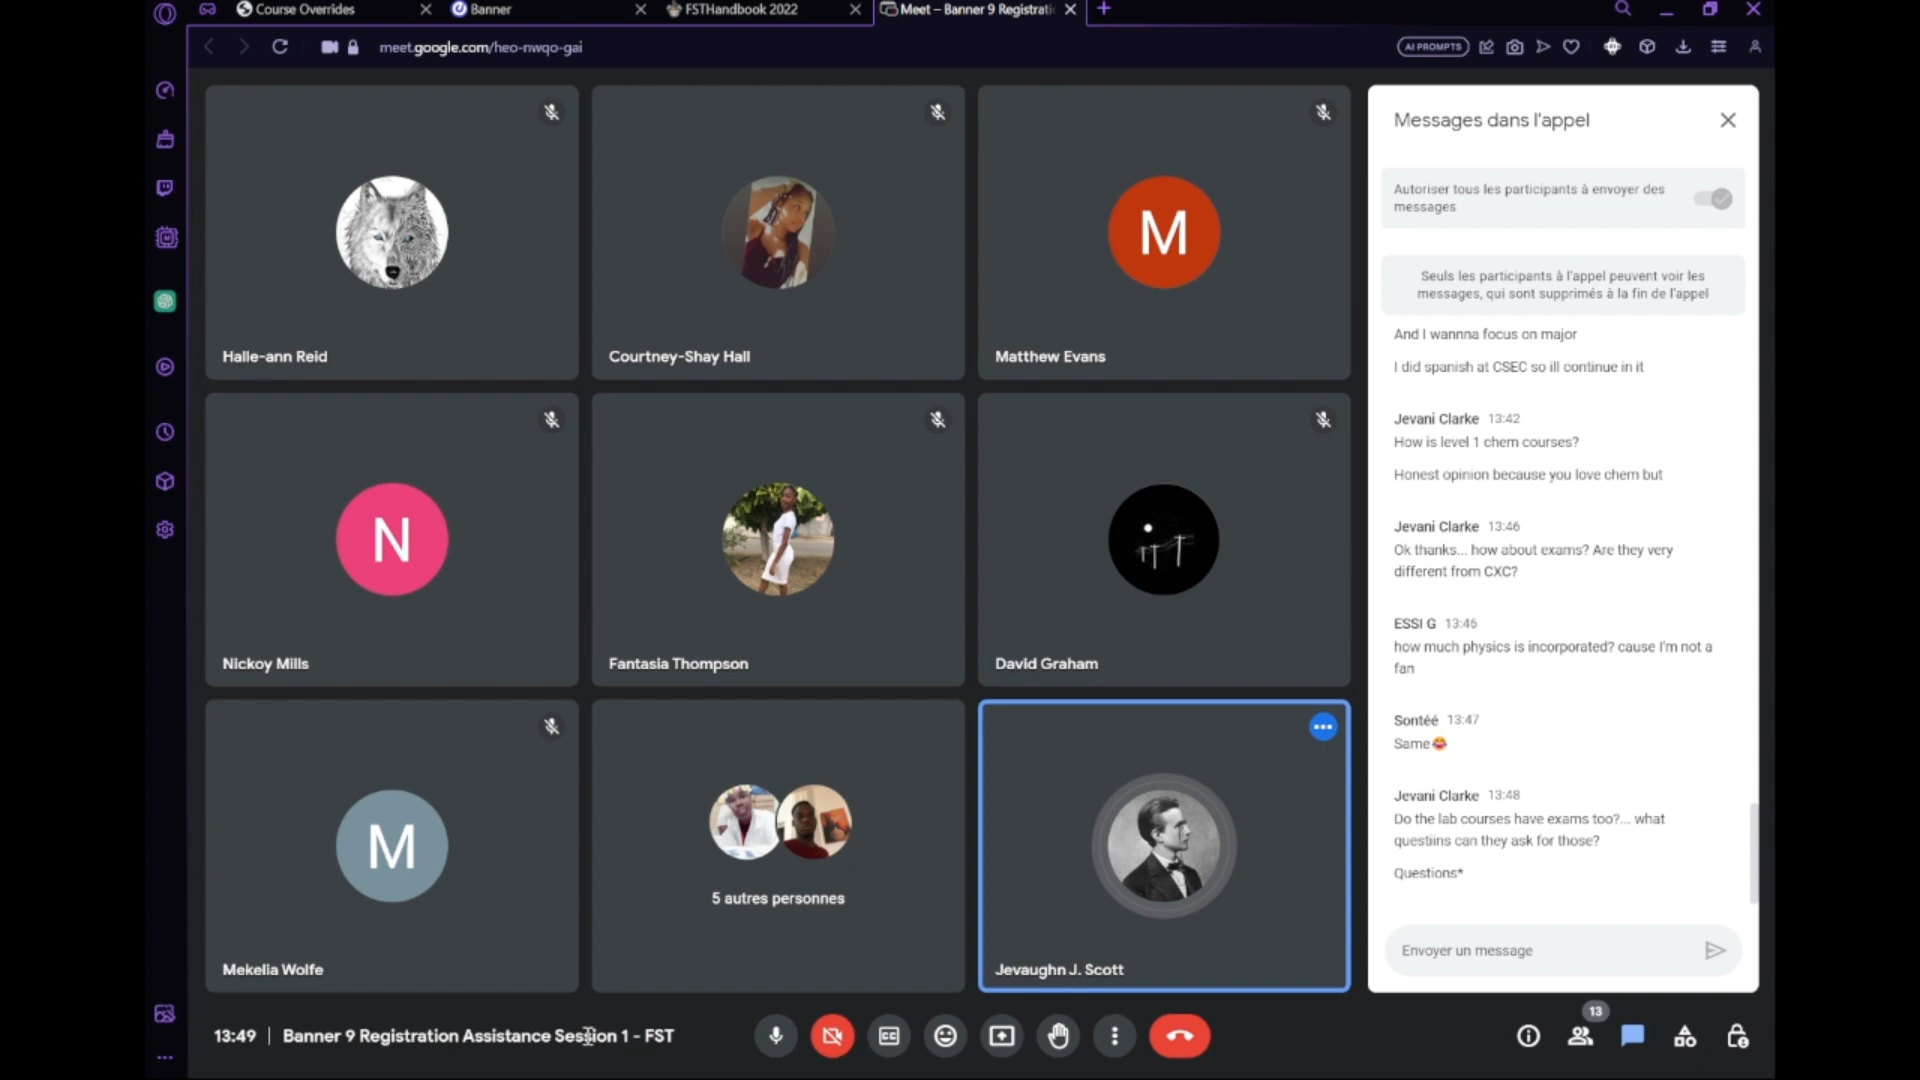 Course Overrides
Banner
FSTHandbook 2022
Meet – Banner 9 Registrati
meet.google.com/heo-nwqo-gai
AI PROMPTS
Halle-ann Reid
Courtney-Shay Hall
M
Matthew Evans
N
Nickoy Mills
Fantasia Thompson
David Graham
M
Mekelia Wolfe
5 autres personnes
Jevaughn J. Scott
Messages dans l'appel
Autoriser tous les participants à envoyer des
messages
Seuls les participants à l'appel peuvent voir les
messages, qui sont supprimés à la fin de l'appel
And I wannna focus on major
I did spanish at CSEC so ill continue in it
Jevani Clarke 13:42
How is level 1 chem courses?
Honest opinion because you love chem but
Jevani Clarke 13:46
Ok thanks... how about exams? Are they very
different from CXC?
ESSI G 13:46
how much physics is incorporated? cause I'm not a
fan
Sontéé 13:47
Same😂
Jevani Clarke 13:48
Do the lab courses have exams too?... what
questiins can they ask for those?
Questions*
Envoyer un message
13:49 | Banner 9 Registration Assistance Session 1 - FST
CC
13